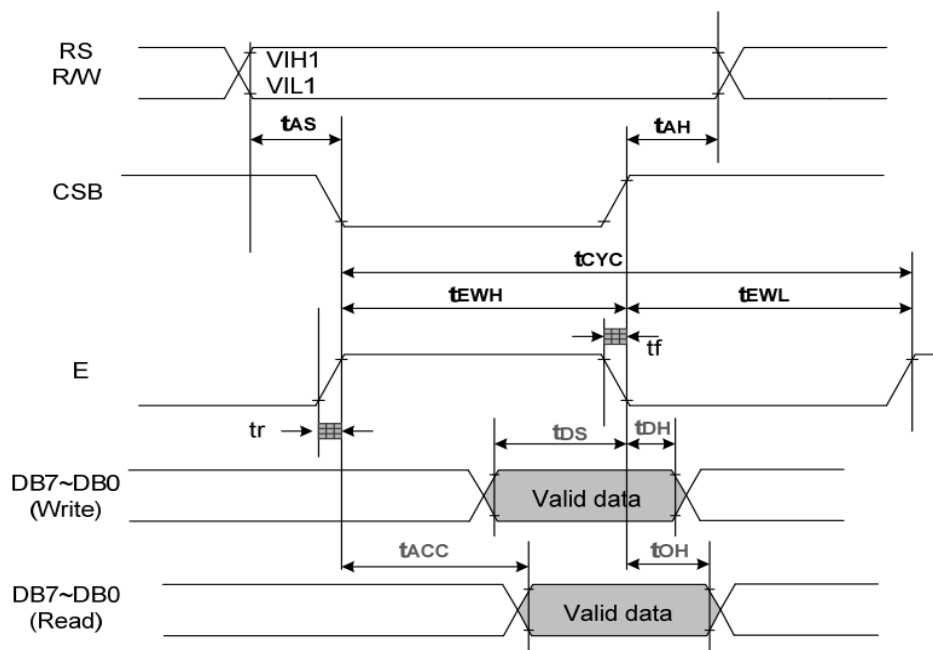 RS
R/W
VIH1
VIL1
tAS
tAH
CSB
tCYC
tEWH
tEWL
tf
E
tr
tDS
tDH
DB7~DB0
(Write)
Valid data
tACC
tOH
DB7~DB0
(Read)
Valid data